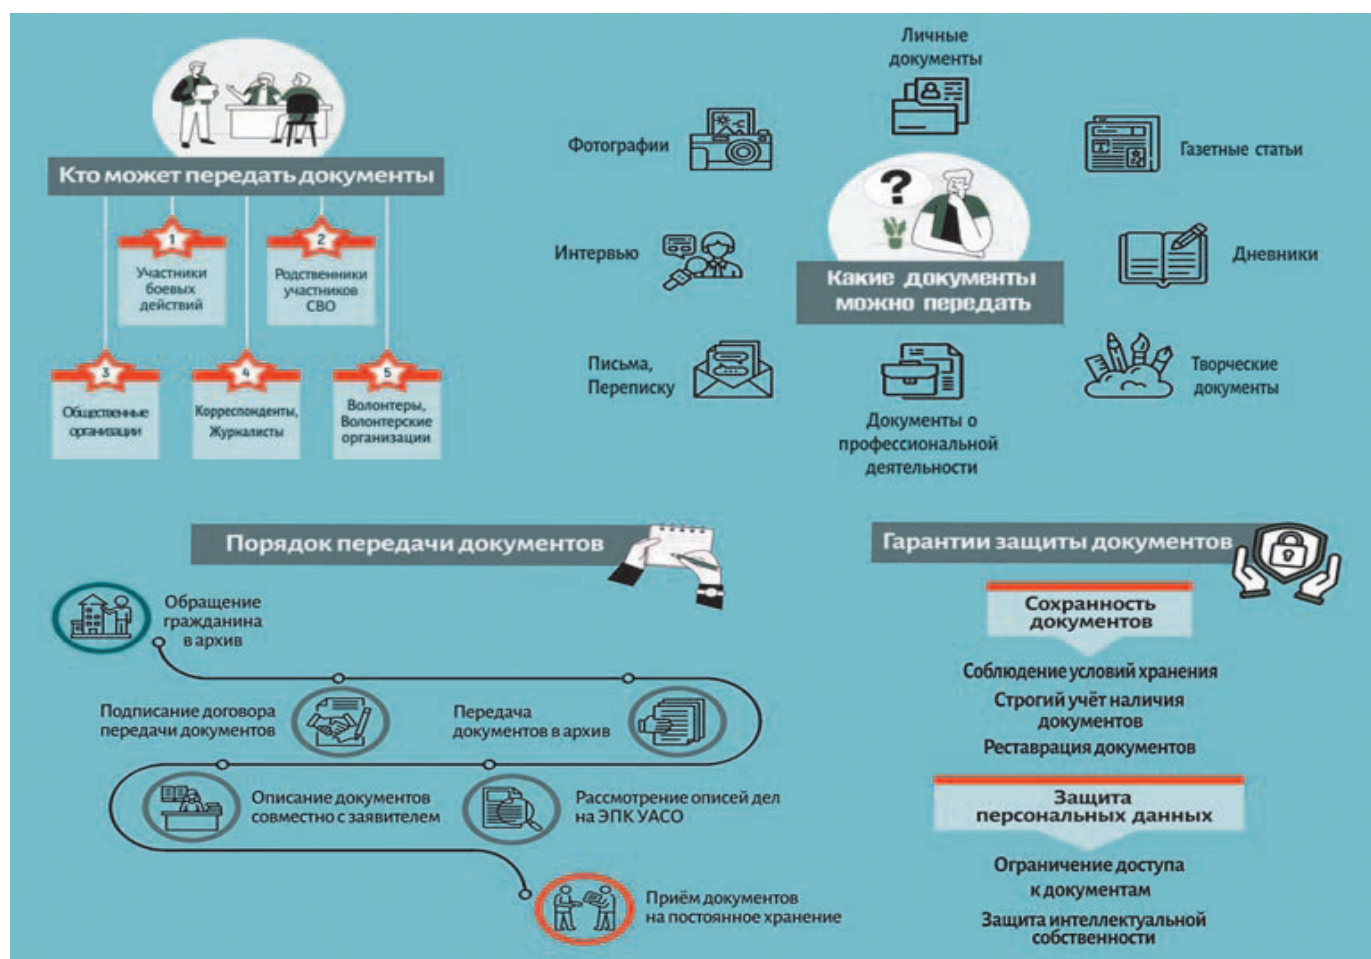 Кто может передать документы
1
Участники
боевых
действий
2
Родственники
участников
СВО
3
Общественные
организации
4
Корреспонденты,
Журналисты
5
Волонтеры,
Волонтерские
организации
Какие документы
можно передать
Личные
документы
Фотографии
Газетные статьи
Интервью
Дневники
Письма,
Переписку
Творческие
документы
Документы о
профессиональной
деятельности
Порядок передачи документов
Обращение
гражданина
в архив
Подписание договора
передачи документов
Передача
документов в архив
Описание документов
совместно с заявителем
Рассмотрение описей дел
на ЭПК УАСО
Приём документов
на постоянное хранение
Гарантии защиты документов
Сохранность
документов
Соблюдение условий хранения
Строгий учёт наличия
документов
Реставрация документов
Защита
персональных данных
Ограничение доступа
к документам
Защита интеллектуальной
собственности